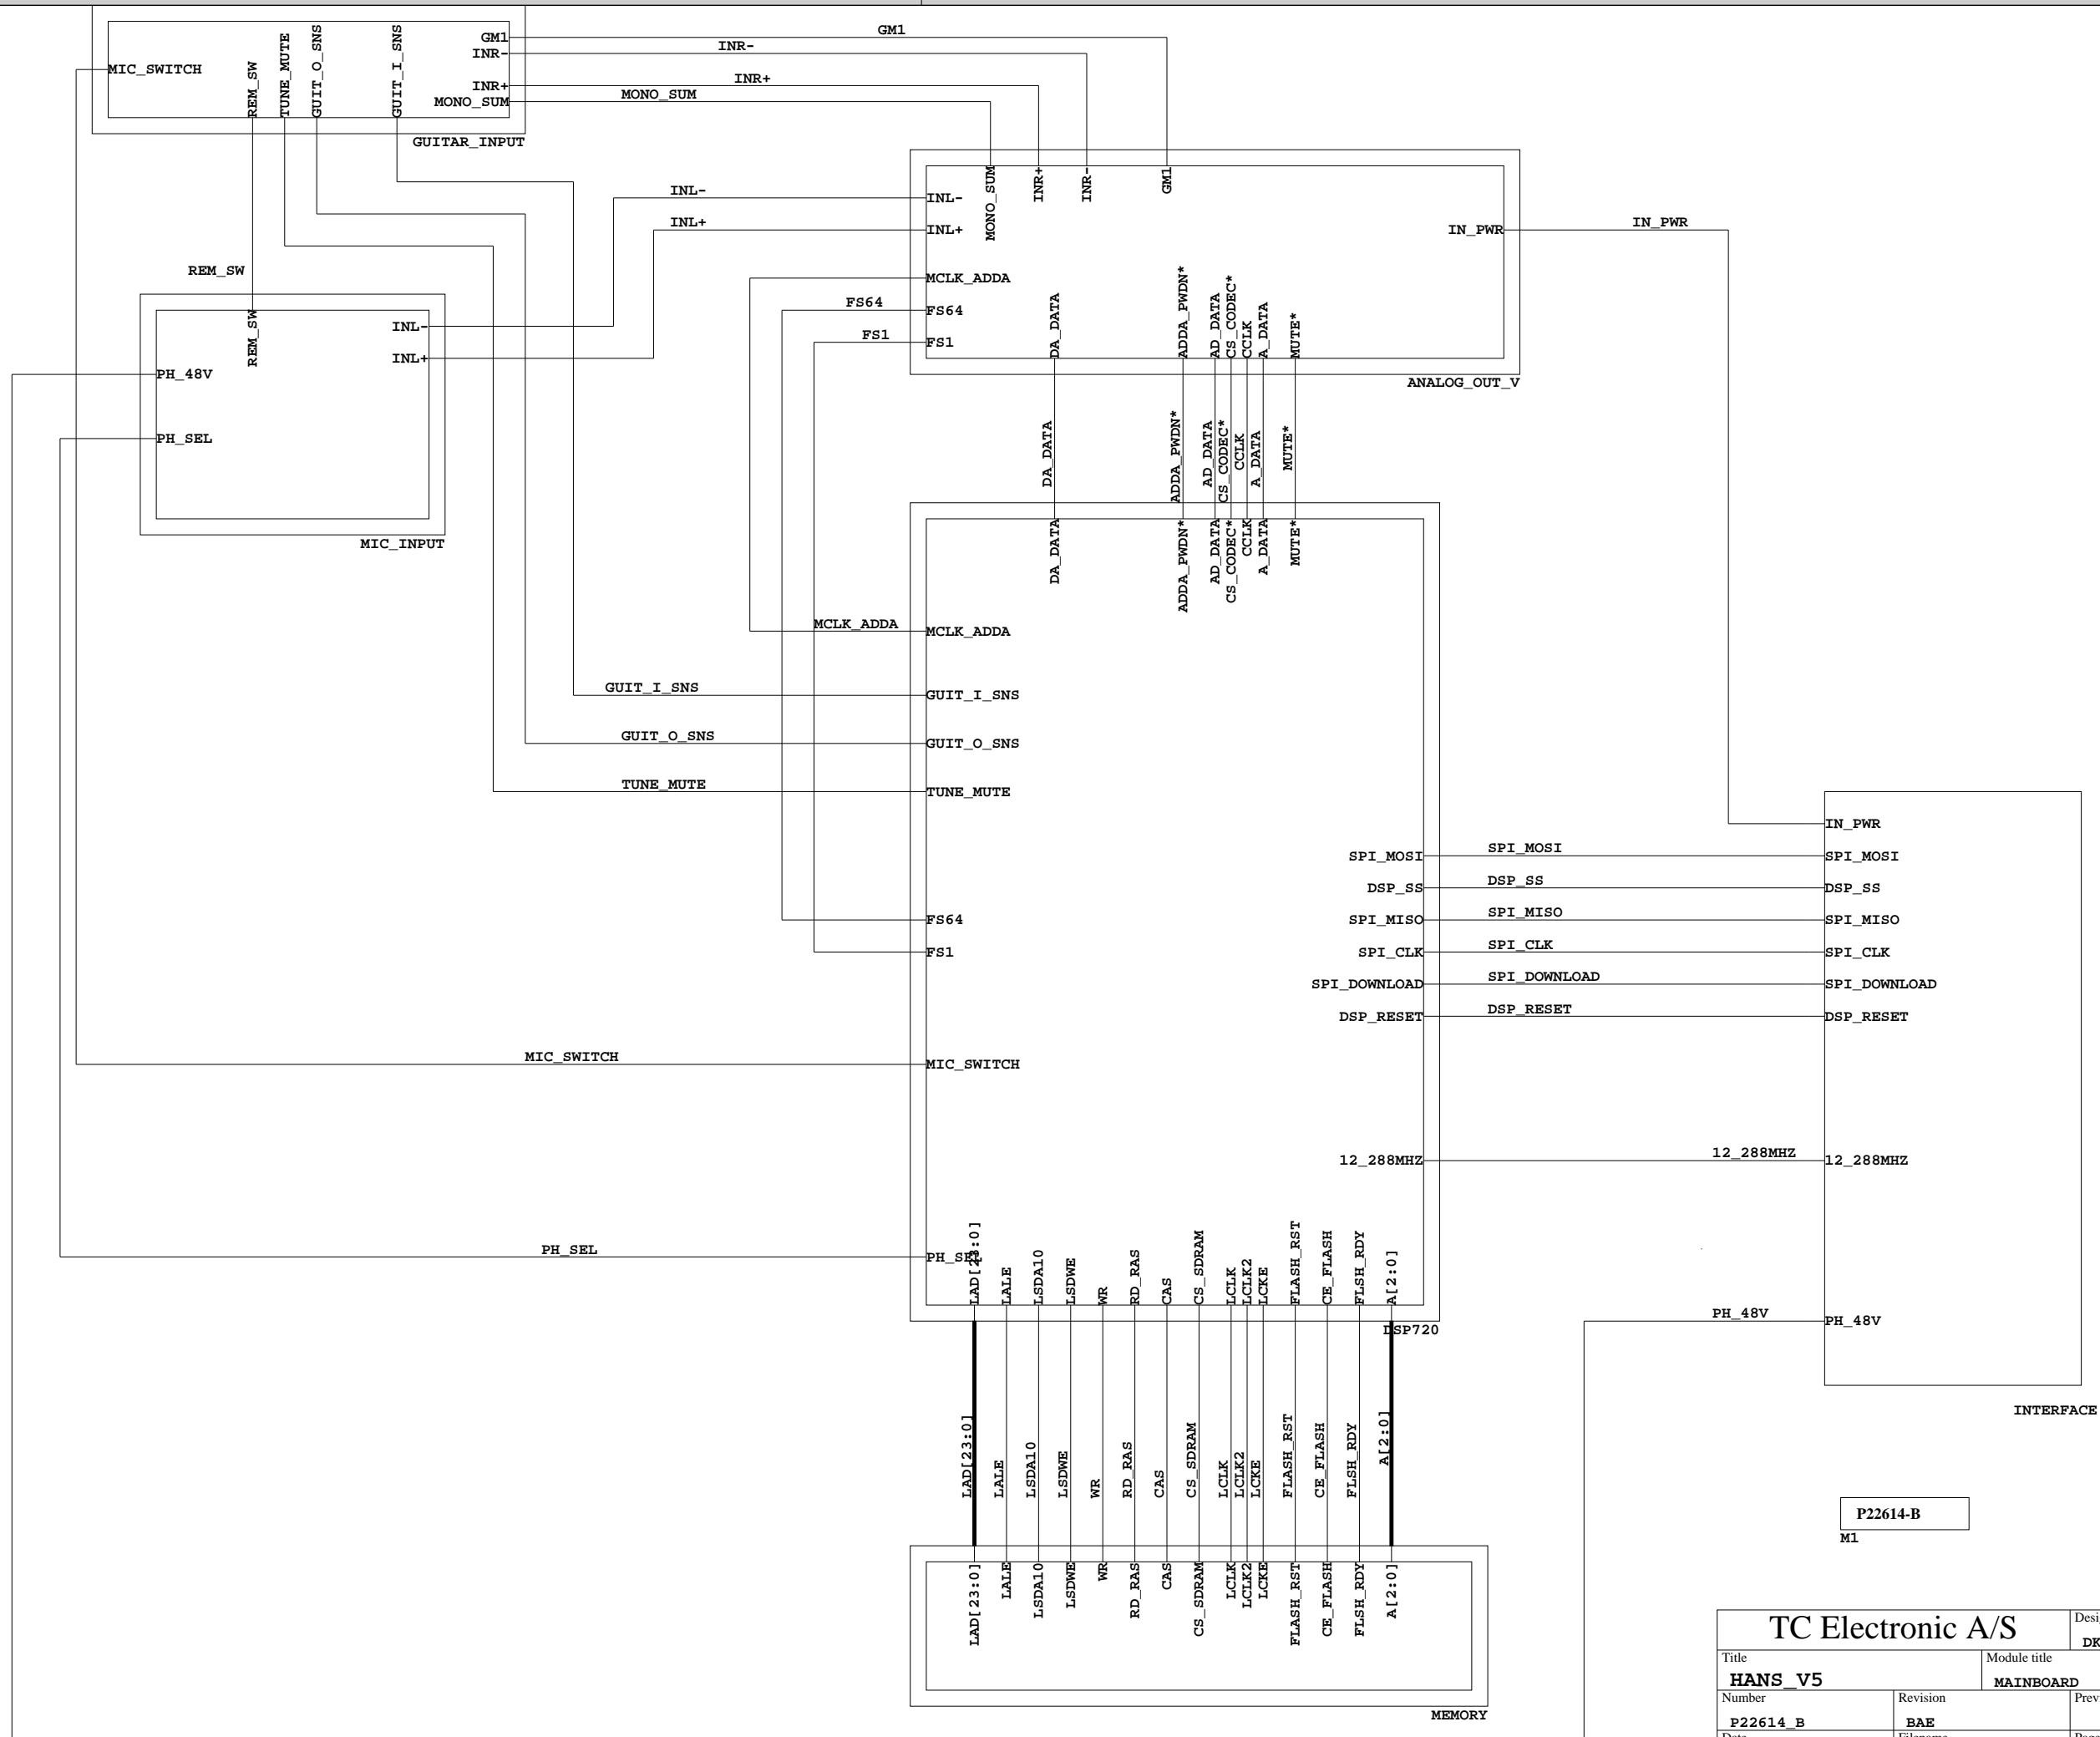 MIC_SWITCH
REM_SW
TUNE_MUTE
GUIT_O_SNS
GUIT_I_SNS
GM1
INR-
INR+
MONO_SUM
GUITAR_INPUT
GM1
INR-
INR+
MONO_SUM
INL-
INL+
REM_SW
REM_SW
INL-
INL+
PH_48V
PH_SEL
MIC_INPUT
INL-
INL+
MONO_SUM
INR+
INR-
GM1
IN_PWR
IN_PWR
MCLK_ADDA
FS64
FS64
FS1
FS1
DA_DATA
ADDA_PWDN*
AD_DATA
CS_CODEC*
CCLK
A_DATA
MUTE*
ANALOG_OUT_V
DA_DATA
ADDA_PWDN*
AD_DATA
CS_CODEC*
CCLK
A_DATA
MUTE*
DA_DATA
ADDA_PWDN*
AD_DATA
CS_CODEC*
CCLK
A_DATA
MUTE*
MCLK_ADDA
MCLK_ADDA
GUIT_I_SNS
GUIT_I_SNS
GUIT_O_SNS
GUIT_O_SNS
TUNE_MUTE
TUNE_MUTE
IN_PWR
SPI_MOSI
SPI_MOSI
SPI_MOSI
DSP_SS
DSP_SS
DSP_SS
FS64
SPI_MISO
SPI_MISO
SPI_MISO
FS1
SPI_CLK
SPI_CLK
SPI_CLK
SPI_DOWNLOAD
SPI_DOWNLOAD
SPI_DOWNLOAD
DSP_RESET
DSP_RESET
DSP_RESET
MIC_SWITCH
MIC_SWITCH
12_288MHZ
12_288MHZ
12_288MHZ
PH_SEL
PH_SEL
LAD[23:0]
LALE
LSDA10
LSDWE
WR
RD_RAS
CAS
CS_SDRAM
LCLK
LCLK2
LCKE
FLASH_RST
CE_FLASH
FLSH_RDY
A[2:0]
DSP720
PH_48V
PH_48V
INTERFACE
LAD[23:0]
LALE
LSDA10
LSDWE
WR
RD_RAS
CAS
CS_SDRAM
LCLK
LCLK2
LCKE
FLASH_RST
CE_FLASH
FLSH_RDY
A[2:0]
P22614-B
M1
LAD[23:0]
LALE
LSDA10
LSDWE
WR
RD_RAS
CAS
CS_SDRAM
LCLK
LCLK2
LCKE
FLASH_RST
CE_FLASH
FLSH_RDY
A[2:0]
MEMORY
TC Electronic A/S
DK
Title
Module title
HANS_V5
MAINBOARD
Number
Revision
P22614_B
BAE